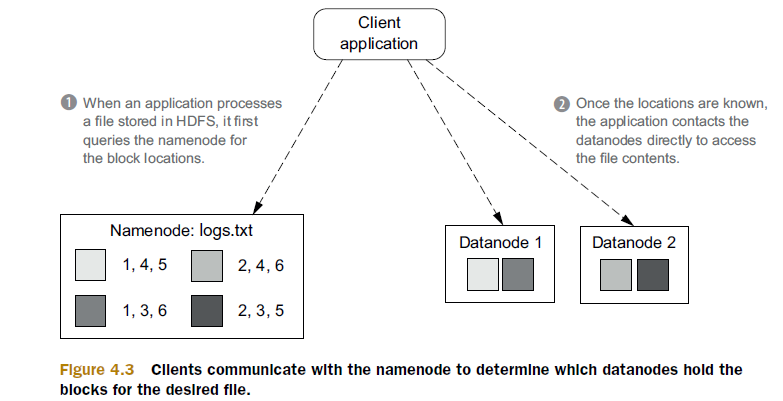 Client
application
1 When an application processes
a file stored in HDFS, it first
queries the namenode for
the block locations.
2 Once the locations are known,
the application contacts the
datanodes directly to access
the file contents.
Namenode: logs.txt
1, 4, 5
2, 4, 6
1, 3, 6
2, 3, 5
Datanode 1
Datanode 2
Figure 4.3 Clients communicate with the namenode to determine which datanodes hold the
blocks for the desired file.